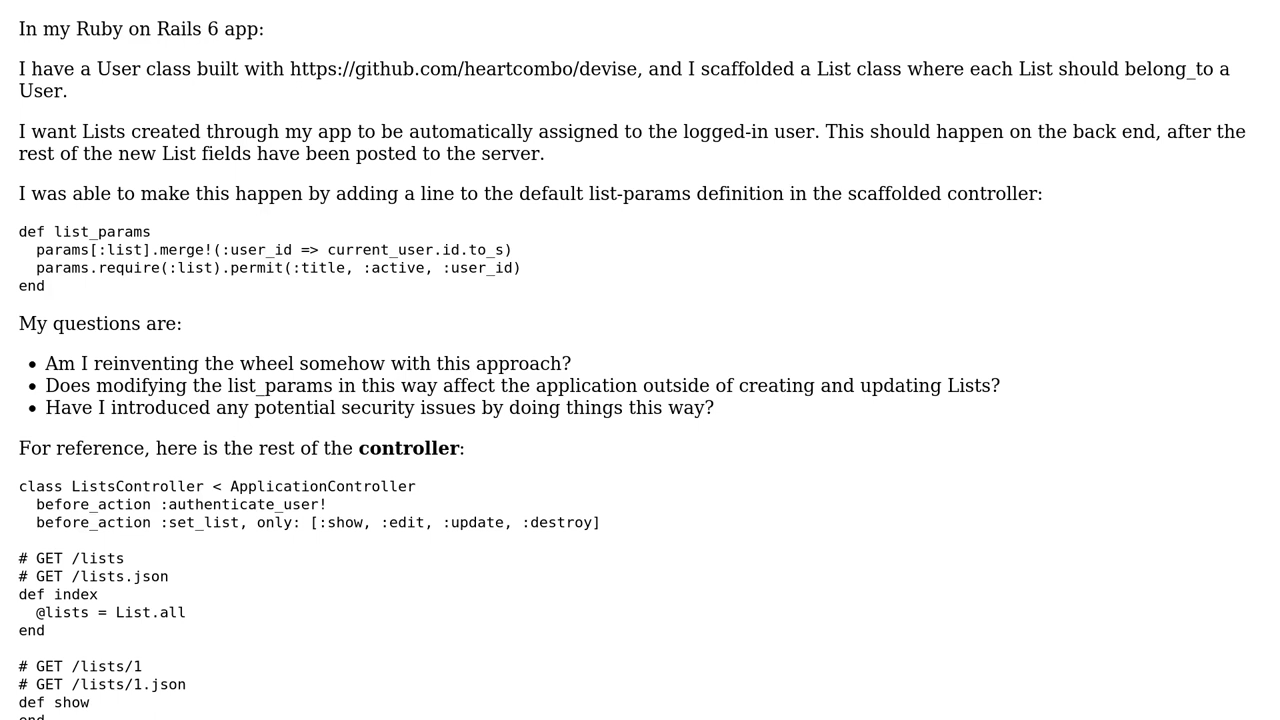 In my Ruby on Rails 6 app:
I have a User class built with https://github.com/heartcombo/devise, and I scaffolded a List class where each List should belong_to a
User.
I want Lists created through my app to be automatically assigned to the logged-in user. This should happen on the back end, after the
rest of the new List fields have been posted to the server.
I was able to make this happen by adding a line to the default list-params definition in the scaffolded controller:
def list_params
  params[:list].merge!(:user_id => current_user.id.to_s)
  params.require(:list).permit(:title, :active, :user_id)
end
My questions are:
• Am I reinventing the wheel somehow with this approach?
• Does modifying the list_params in this way affect the application outside of creating and updating Lists?
• Have I introduced any potential security issues by doing things this way?
For reference, here is the rest of the controller:
class ListsController < ApplicationController
  before_action :authenticate_user!
  before_action :set_list, only: [:show, :edit, :update, :destroy]
# GET /lists
# GET /lists.json
def index
  @lists = List.all
end
# GET /lists/1
# GET /lists/1.json
def show
end